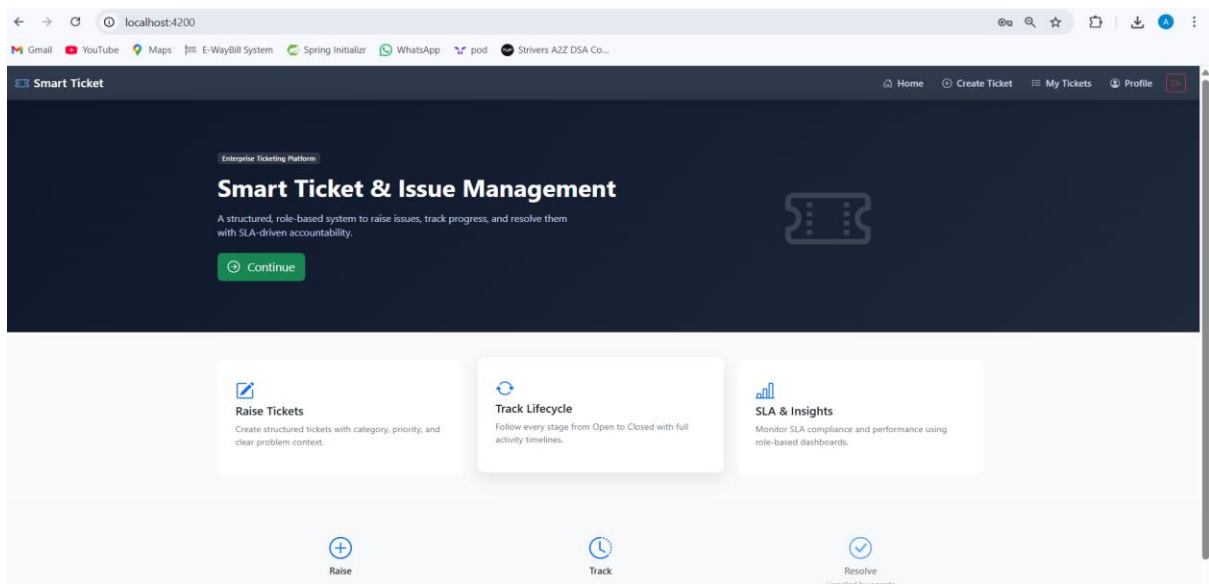 localhost:4200
Gmail YouTube Maps E-WayBill System Spring Initializr WhatsApp pod Strivers A2Z DSA Co...
Smart Ticket Home Create Ticket My Tickets Profile
Enterprise Ticketing Platform
Smart Ticket & Issue Management
A structured, role-based system to raise issues, track progress, and resolve them
with SLA-driven accountability.
Continue
Raise Tickets
Create structured tickets with category, priority, and
clear problem context.
Track Lifecycle
Follow every stage from Open to Closed with full
activity timelines.
SLA & Insights
Monitor SLA compliance and performance using
role-based dashboards.
Raise Track Resolve